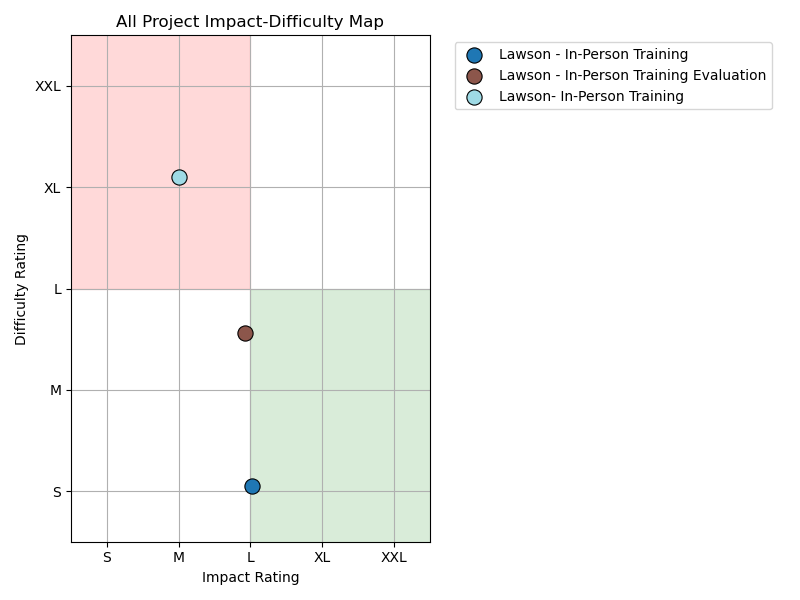 All Project Impact-Difficulty Map
Lawson - In-Person Training
Lawson - In-Person Training Evaluation
Lawson- In-Person Training
Difficulty Rating
XXL
XL
L
M
S
S M L XL XXL
Impact Rating